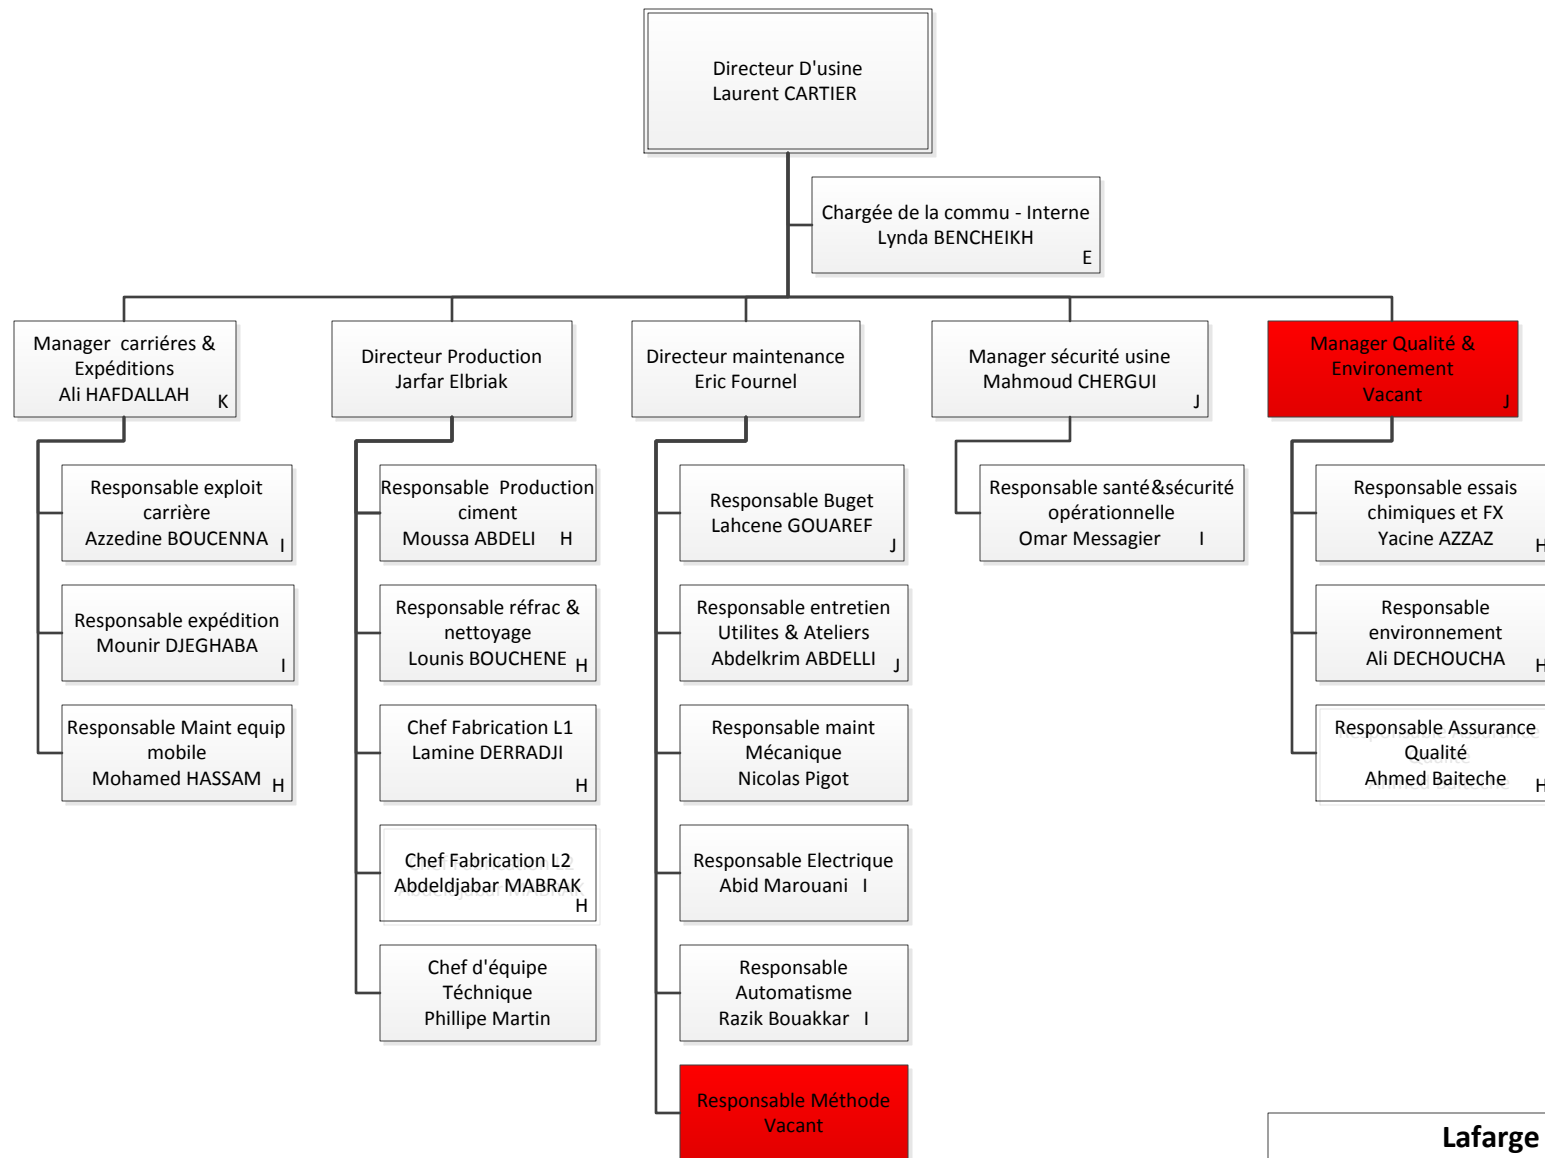 Directeur D'usine
Laurent CARTIER
Chargée de la commu - Interne
Lynda BENCHEIKH
E
Manager  carriéres &
Expéditions
Ali HAFDALLAH
K
Directeur Production
Jarfar Elbriak
Directeur maintenance
Eric Fournel
Manager sécurité usine
Mahmoud CHERGUI
J
Manager Qualité &
Environement
Vacant
J
Responsable exploit
carrière
Azzedine BOUCENNA
I
Responsable expédition
Mounir DJEGHABA
I
Responsable Maint equip
mobile
Mohamed HASSAM
H
Responsable  Production
ciment
Moussa ABDELI    H
Responsable réfrac &
nettoyage
Lounis BOUCHENE
H
Chef Fabrication L1
Lamine DERRADJI
H
Chef Fabrication L2
Abdeldjabar MABRAK
H
Chef d'équipe
Téchnique
Phillipe Martin
Responsable Buget
Lahcene GOUAREF
J
Responsable entretien
Utilites & Ateliers
Abdelkrim ABDELLI
J
Responsable maint
Mécanique
Nicolas Pigot
Responsable Electrique
Abid Marouani   I
Responsable
Automatisme
Razik Bouakkar   I
Responsable Méthode
Vacant
Responsable santé&sécurité
opérationnelle
Omar Messagier      I
Responsable essais
chimiques et FX
Yacine AZZAZ
H
Responsable
environnement
Ali DECHOUCHA
H
Responsable Assurance
Qualité
Ahmed Baiteche
H
Lafarge